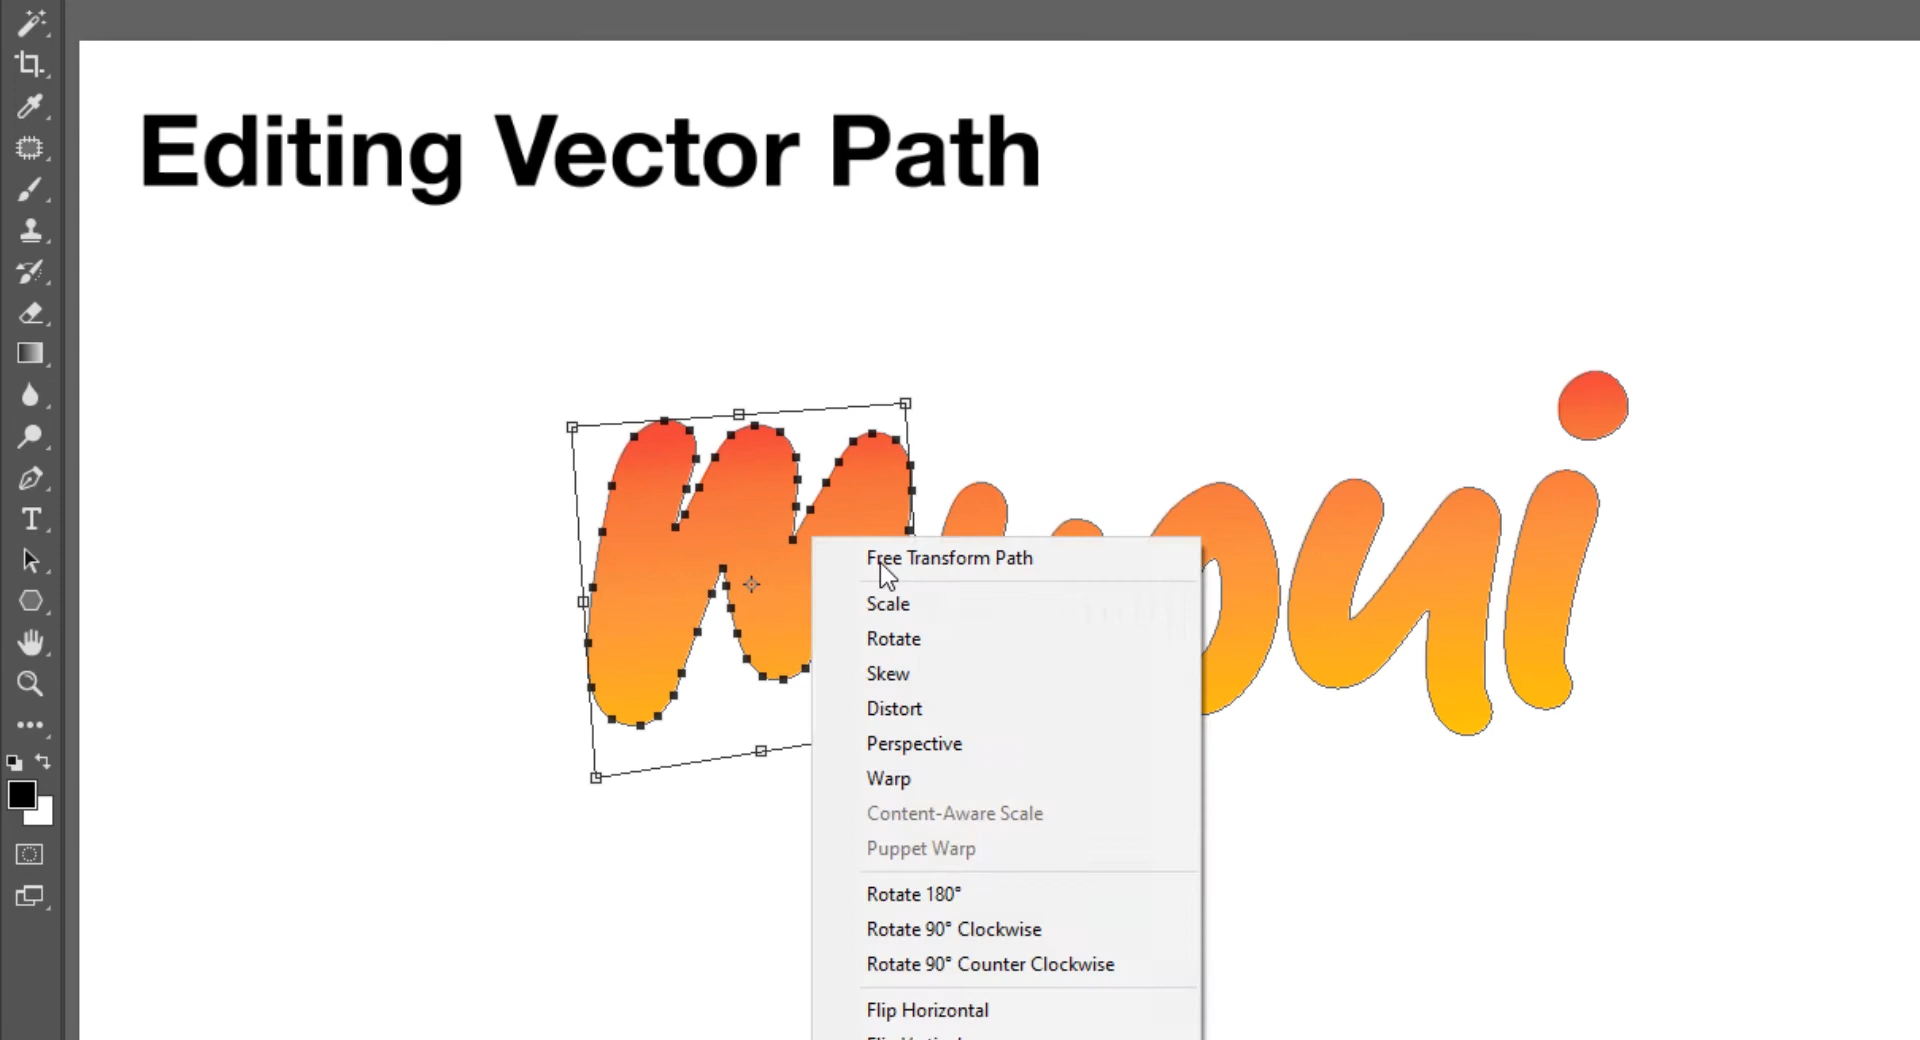 Editing Vector Path
Free Transform Path
Scale
Rotate
Skew
Distort
Perspective
Warp
Content-Aware Scale
Puppet Warp
Rotate 180°
Rotate 90° Clockwise
Rotate 90° Counter Clockwise
Flip Horizontal